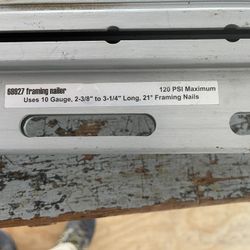 69927 framing nailer 120 PSI Maximum
Uses 10 Gauge, 2-3/8" to 3-1/4" Long, 21° Framing Nails